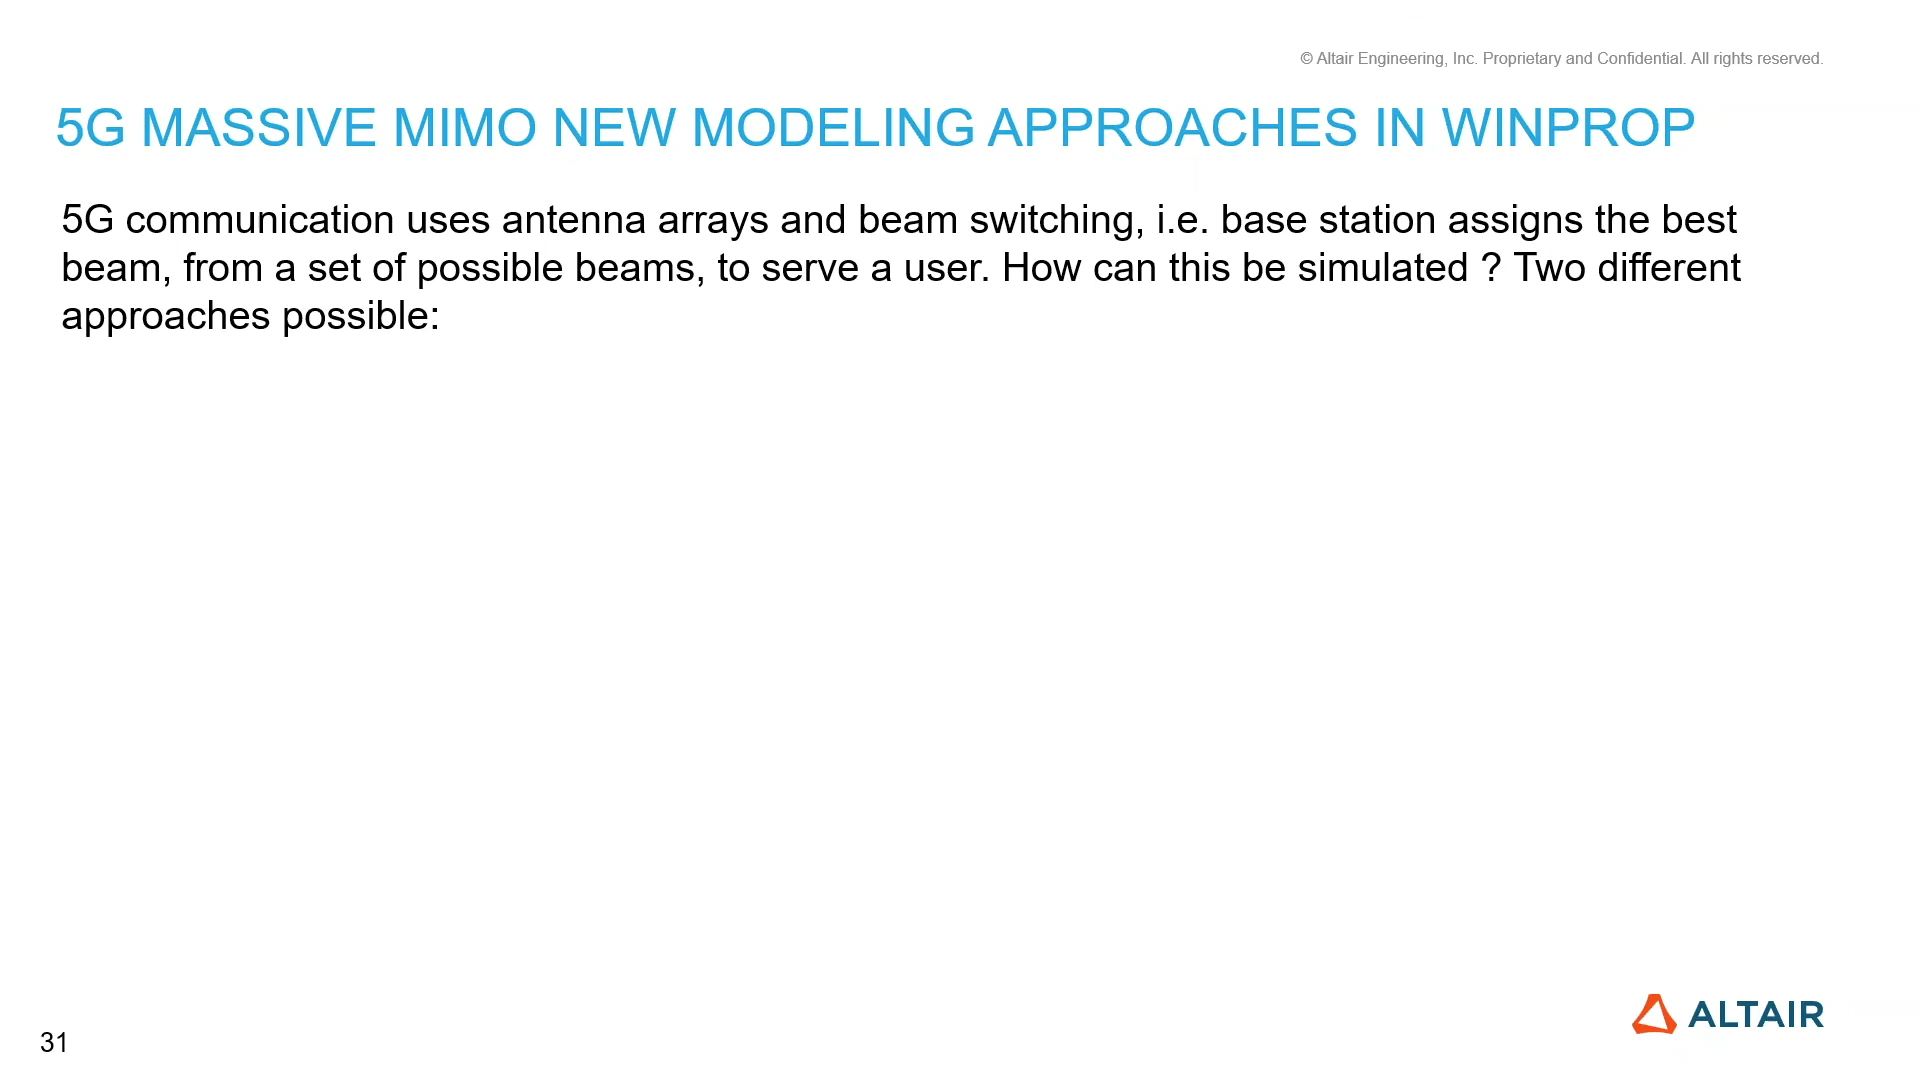 © Altair Engineering, Inc. Proprietary and Confidential. All rights reserved.
5G MASSIVE MIMO NEW MODELING APPROACHES IN WINPROP
5G communication uses antenna arrays and beam switching, i.e. base station assigns the best
beam, from a set of possible beams, to serve a user. How can this be simulated ? Two different
approaches possible:
ALTAIR
31